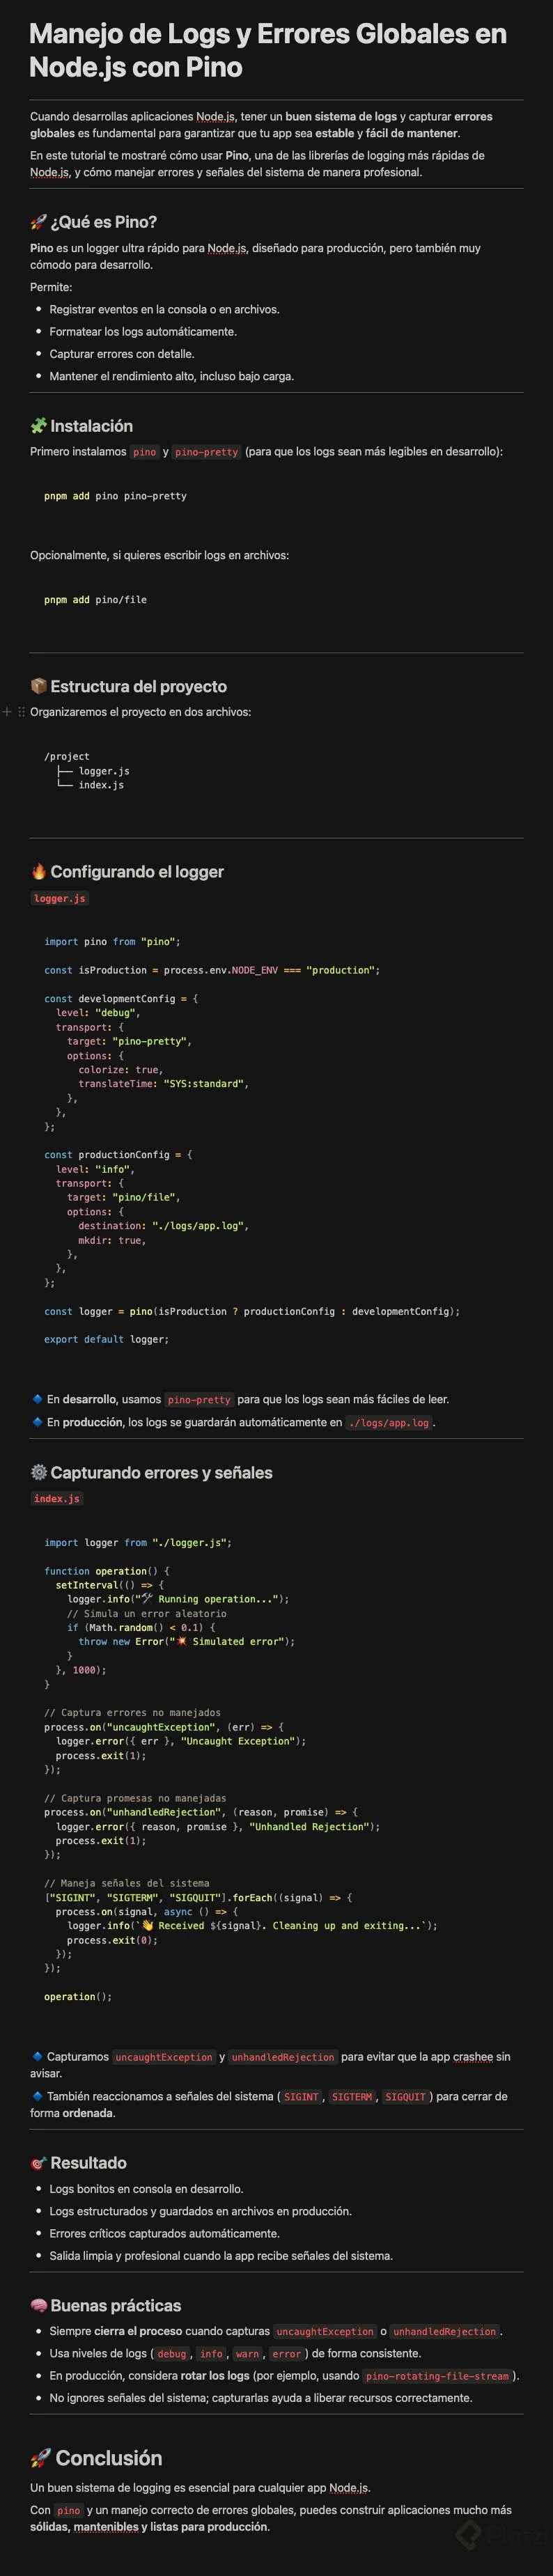 Manejo de Logs y Errores Globales en
Node.js con Pino
Cuando desarrollas aplicaciones Node.js, tener un buen sistema de logs y capturar errores
globales es fundamental para garantizar que tu app sea estable y fácil de mantener.
En este tutorial te mostraré cómo usar Pino, una de las librerías de logging más rápidas de
Node.js, y cómo manejar errores y señales del sistema de manera profesional.
🚀 ¿Qué es Pino?
Pino es un logger ultra rápido para Node.js, diseñado para producción, pero también muy
cómodo para desarrollo.
Permite:
• Registrar eventos en la consola o en archivos.
• Formatear los logs automáticamente.
• Capturar errores con detalle.
• Mantener el rendimiento alto, incluso bajo carga.
🧩 Instalación
Primero instalamos pino y pino-pretty (para que los logs sean más legibles en desarrollo):
pnpm add pino pino-pretty
Opcionalmente, si quieres escribir logs en archivos:
pnpm add pino/file
📦 Estructura del proyecto
Organizaremos el proyecto en dos archivos:
/project
├── logger.js
└── index.js
🔥 Configurando el logger
logger.js
import pino from "pino";
const isProduction = process.env.NODE_ENV === "production";
const developmentConfig = {
level: "debug",
transport: {
target: "pino-pretty",
options: {
colorize: true,
translateTime: "SYS:standard",
},
},
};
const productionConfig = {
level: "info",
transport: {
target: "pino/file",
options: {
destination: "./logs/app.log",
mkdir: true,
},
},
};
const logger = pino(isProduction ? productionConfig : developmentConfig);
export default logger;
🔹 En desarrollo, usamos pino-pretty para que los logs sean más fáciles de leer.
🔹 En producción, los logs se guardarán automáticamente en ./logs/app.log.
⚙️ Capturando errores y señales
index.js
import logger from "./logger.js";
function operation() {
setInterval(() => {
logger.info("🛠 Running operation...");
// Simula un error aleatorio
if (Math.random() < 0.1) {
throw new Error("💥 Simulated error");
}
}, 1000);
}
// Captura errores no manejados
process.on("uncaughtException", (err) => {
logger.error({ err }, "Uncaught Exception");
process.exit(1);
});
// Captura promesas no manejadas
process.on("unhandledRejection", (reason, promise) => {
logger.error({ reason, promise }, "Unhandled Rejection");
process.exit(1);
});
// Maneja señales del sistema
["SIGINT", "SIGTERM", "SIGQUIT"].forEach((signal) => {
process.on(signal, async () => {
logger.info(`👋 Received ${signal}. Cleaning up and exiting...`);
process.exit(0);
});
});
operation();
🔹 Capturamos uncaughtException y unhandledRejection para evitar que la app crashee sin
avisar.
🔹 También reaccionamos a señales del sistema (SIGINT, SIGTERM, SIGQUIT) para cerrar de
forma ordenada.
🎯 Resultado
• Logs bonitos en consola en desarrollo.
• Logs estructurados y guardados en archivos en producción.
• Errores críticos capturados automáticamente.
• Salida limpia y profesional cuando la app recibe señales del sistema.
🧠 Buenas prácticas
• Siempre cierra el proceso cuando capturas uncaughtException o unhandledRejection.
• Usa niveles de logs (debug, info, warn, error) de forma consistente.
• En producción, considera rotar los logs (por ejemplo, usando pino-rotating-file-stream).
• No ignores señales del sistema; capturarlas ayuda a liberar recursos correctamente.
🚀 Conclusión
Un buen sistema de logging es esencial para cualquier app Node.js.
Con pino y un manejo correcto de errores globales, puedes construir aplicaciones mucho más
sólidas, mantenibles y listas para producción.